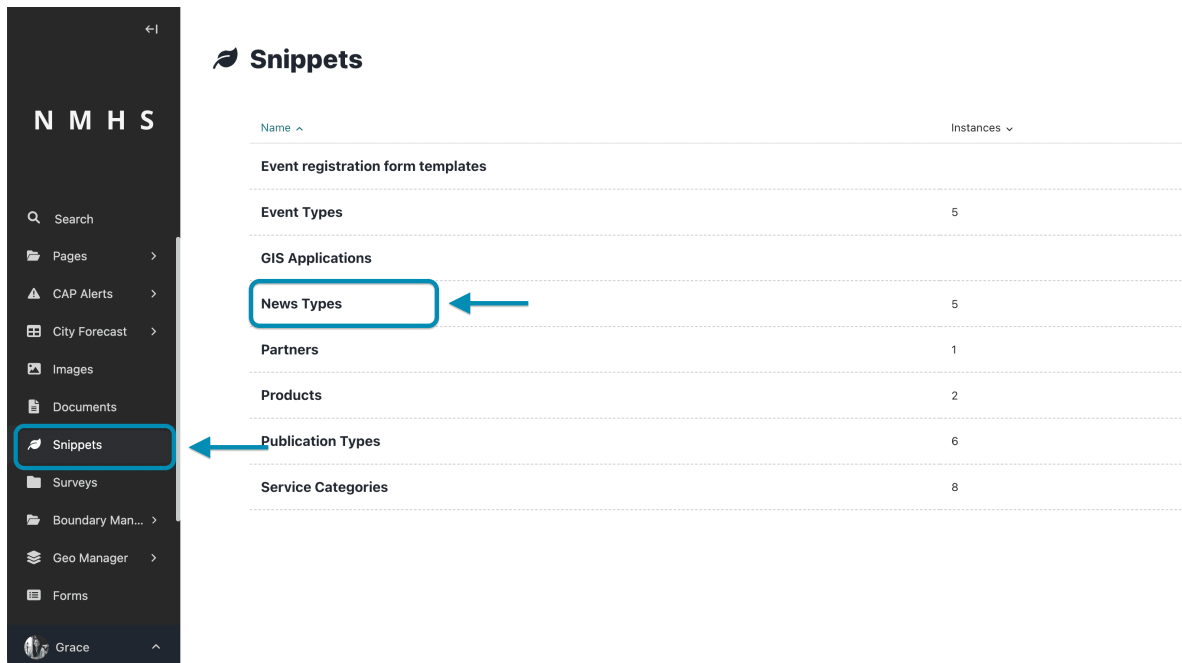 N M H S
Search
Pages
CAP Alerts
City Forecast
Images
Documents
Snippets
Surveys
Boundary Man...
Geo Manager
Forms
Grace
Snippets
Name Instances
Event registration form templates
Event Types 5
GIS Applications
News Types 5
Partners 1
Products 2
Publication Types 6
Service Categories 8